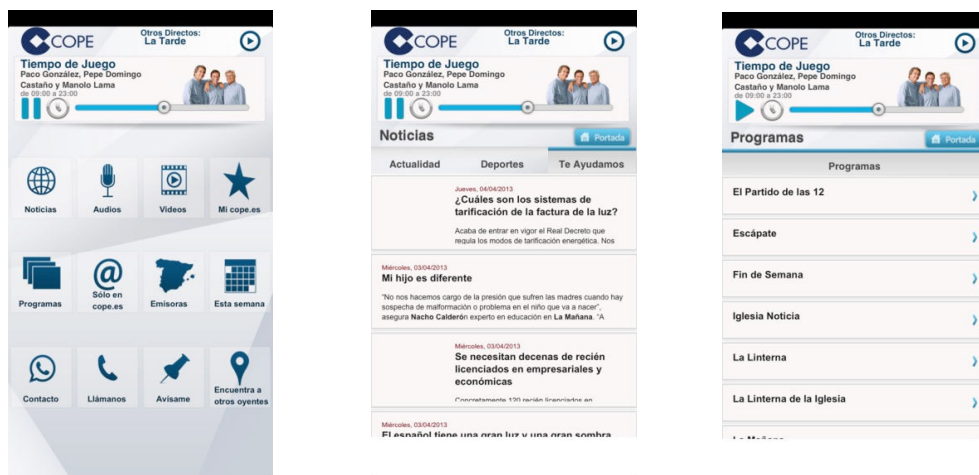 COPE
Otros Directos:
La Tarde
Tiempo de Juego
Paco González, Pepe Domingo
Castaño y Manolo Lama
de 09:00 a 23:00
Noticias
Audios
Videos
Mi cope.es
Programas
Sólo en
cope.es
Emisoras
Esta semana
Contacto
Llámanos
Avísame
Encuentra a
otros oyentes
COPE
Otros Directos:
La Tarde
Tiempo de Juego
Paco González, Pepe Domingo
Castaño y Manolo Lama
de 09:00 a 23:00
Noticias
Portada
Actualidad
Deportes
Te Ayudamos
Jueves, 04/04/2013
¿Cuáles son los sistemas de
tarificación de la factura de la luz?
Acaba de entrar en vigor el Real Decreto que
regula los modos de tarificación energética. Nos
Miércoles, 03/04/2013
Mi hijo es diferente
"No nos hacemos cargo de la presión que sufren las madres cuando hay
sospecha de malformación o problema en el niño que va a nacer",
asegura Nacho Calderón experto en educación en La Mañana. "A
Miércoles, 03/04/2013
Se necesitan decenas de recién
licenciados en empresariales y
económicas
Concretamente 120 recién licenciados en
Miércoles, 03/04/2013
El español tiene una gran luz y una gran sombra
COPE
Otros Directos:
La Tarde
Tiempo de Juego
Paco González, Pepe Domingo
Castaño y Manolo Lama
de 09:00 a 23:00
Programas
Portada
Programas
El Partido de las 12
Escápate
Fin de Semana
Iglesia Noticia
La Linterna
La Linterna de la Iglesia
La Mañana